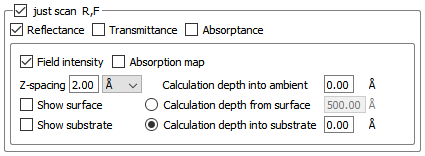 just scan R,F
Reflectance Transmittance Absorptance
Field intensity Absorption map
Z-spacing 2.00 Å Calculation depth into ambient 0.00 Å
Show surface Calculation depth from surface 500.00 Å
Show substrate Calculation depth into substrate 0.00 Å